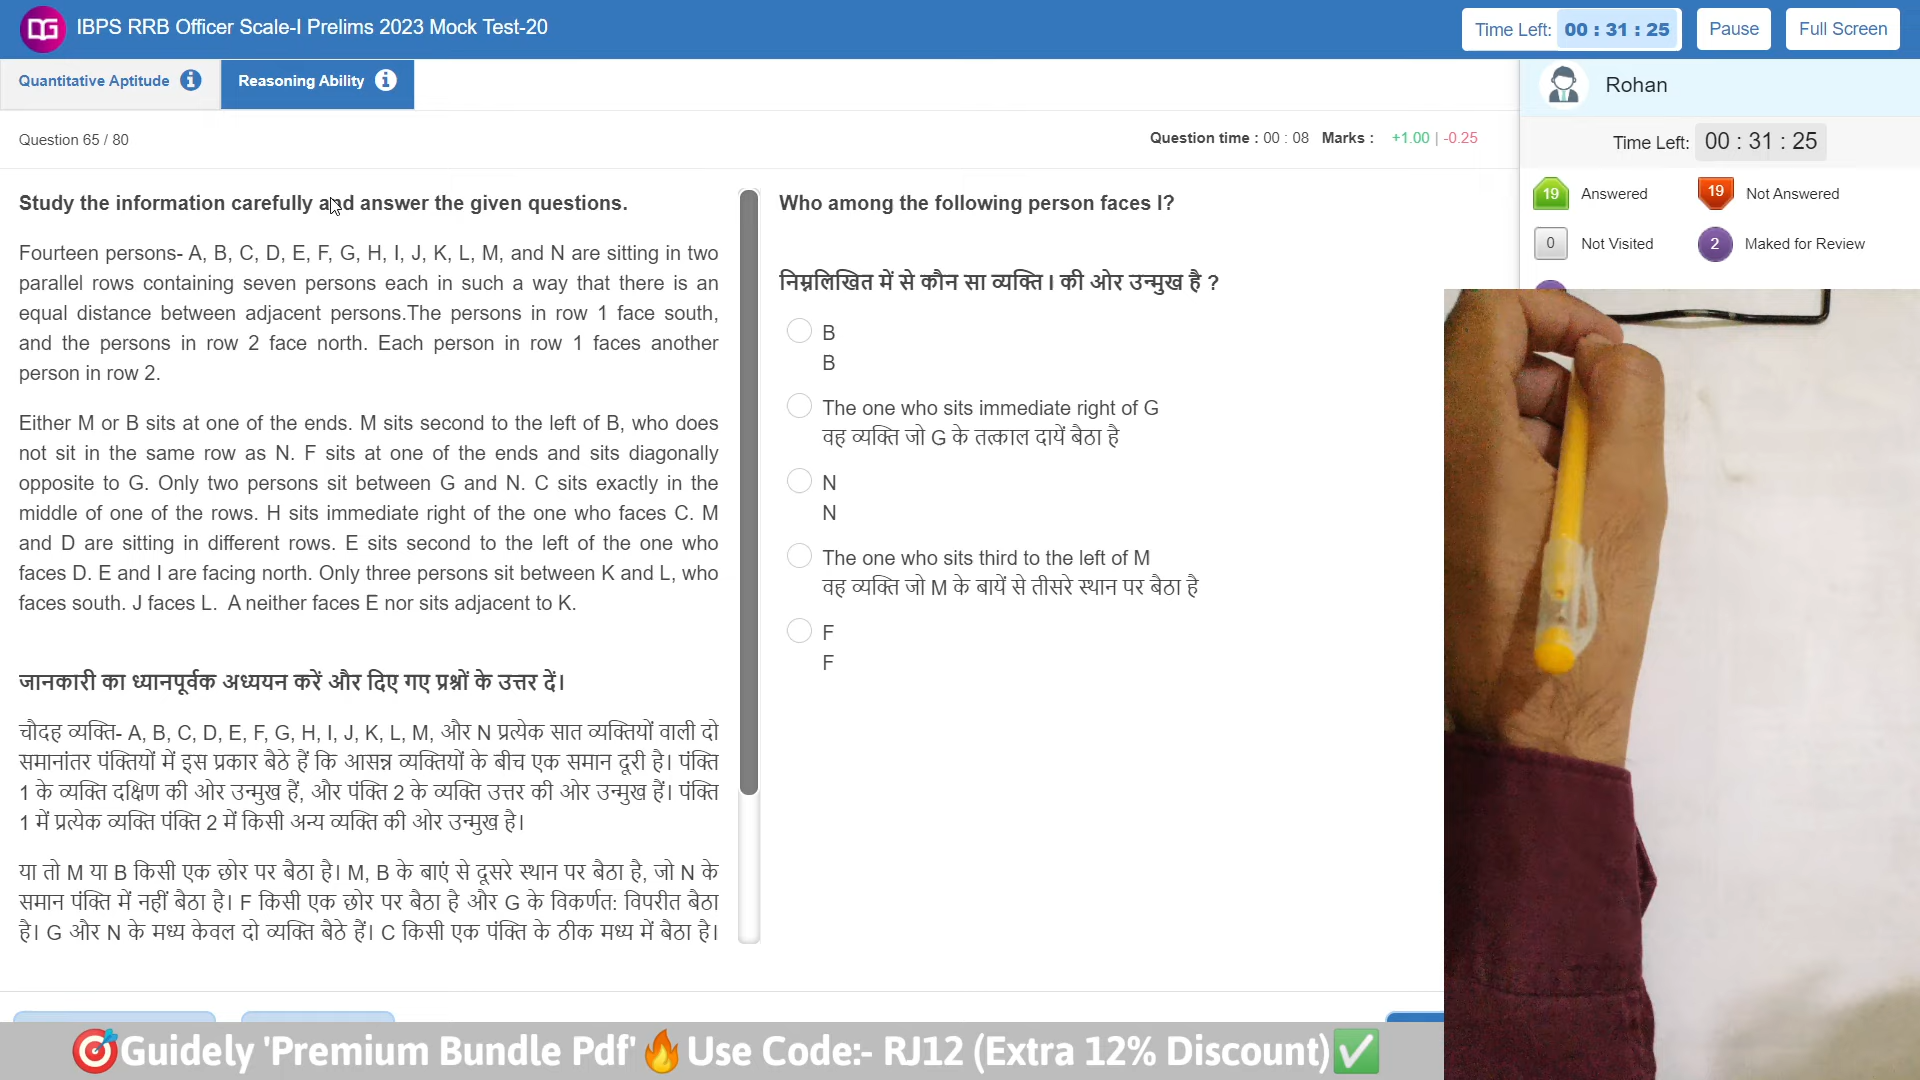 IBPS RRB Officer Scale-I Prelims 2023 Mock Test-20
Time Left: 00 : 31 : 25
Pause
Full Screen
Quantitative Aptitude
Reasoning Ability
Rohan
Question 65 / 80
Question time : 00 : 08 Marks : +1.00 | -0.25
Time Left: 00 : 31 : 25
19 Answered
19 Not Answered
0 Not Visited
2 Maked for Review
Study the information carefully and answer the given questions.
Fourteen persons- A, B, C, D, E, F, G, H, I, J, K, L, M, and N are sitting in two
parallel rows containing seven persons each in such a way that there is an
equal distance between adjacent persons.The persons in row 1 face south,
and the persons in row 2 face north. Each person in row 1 faces another
person in row 2.
Either M or B sits at one of the ends. M sits second to the left of B, who does
not sit in the same row as N. F sits at one of the ends and sits diagonally
opposite to G. Only two persons sit between G and N. C sits exactly in the
middle of one of the rows. H sits immediate right of the one who faces C. M
and D are sitting in different rows. E sits second to the left of the one who
faces D. E and I are facing north. Only three persons sit between K and L, who
faces south. J faces L. A neither faces E nor sits adjacent to K.
जानकारी का ध्यानपूर्वक अध्ययन करें और दिए गए प्रश्नों के उत्तर दें।
चौदह व्यक्ति- A, B, C, D, E, F, G, H, I, J, K, L, M, और N प्रत्येक सात व्यक्तियों वाली दो
समानांतर पंक्तियों में इस प्रकार बैठे हैं कि आसन्न व्यक्तियों के बीच एक समान दूरी है। पंक्ति
1 के व्यक्ति दक्षिण की ओर उन्मुख हैं, और पंक्ति 2 के व्यक्ति उत्तर की ओर उन्मुख हैं। पंक्ति
1 में प्रत्येक व्यक्ति पंक्ति 2 में किसी अन्य व्यक्ति की ओर उन्मुख है।
या तो M या B किसी एक छोर पर बैठा है। M, B के बाएं से दूसरे स्थान पर बैठा है, जो N के
समान पंक्ति में नहीं बैठा है। F किसी एक छोर पर बैठा है और G के विकर्णत: विपरीत बैठा
है। G और N के मध्य केवल दो व्यक्ति बैठे हैं। C किसी एक पंक्ति के ठीक मध्य में बैठा है।
Who among the following person faces I?
निम्नलिखित में से कौन सा व्यक्ति I की ओर उन्मुख है ?
B
B
The one who sits immediate right of G
वह व्यक्ति जो G के तत्काल दायें बैठा है
N
N
The one who sits third to the left of M
वह व्यक्ति जो M के बायें से तीसरे स्थान पर बैठा है
F
F
Guidely 'Premium Bundle Pdf' Use Code:- RJ12 (Extra 12% Discount)